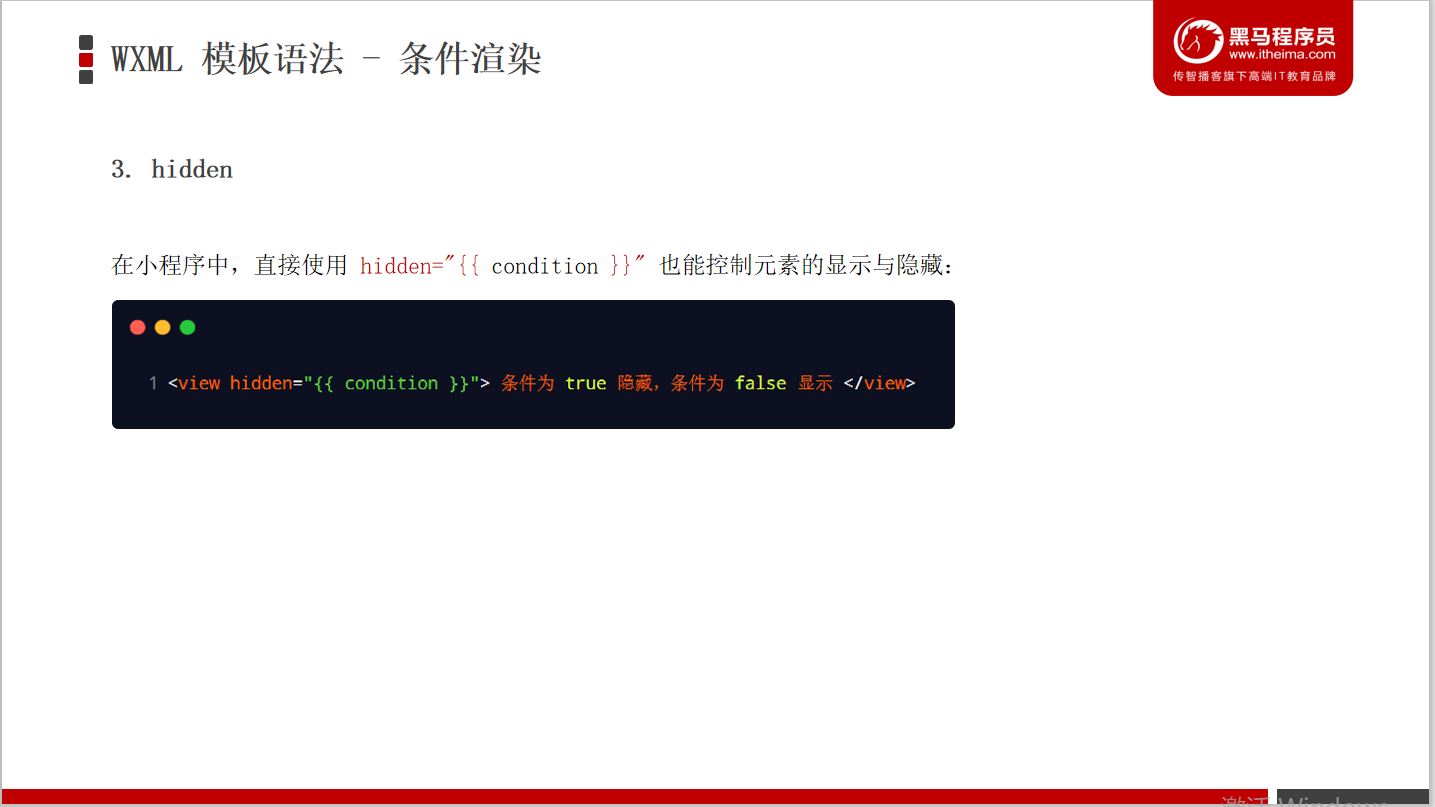 WXML 模板语法 - 条件渲染
黑马程序员
www.itheima.com
传智播客旗下高端IT教育品牌
3. hidden
在小程序中，直接使用 hidden="{{ condition }}" 也能控制元素的显示与隐藏：
1 <view hidden="{{ condition }}"> 条件为 true 隐藏，条件为 false 显示 </view>